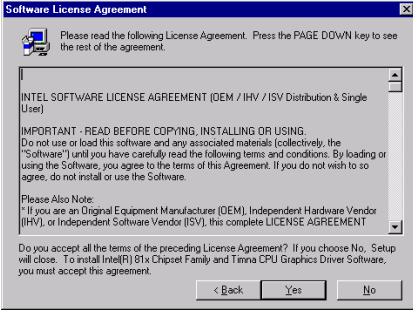 Software License Agreement
Please read the following License Agreement. Press the PAGE DOWN key to see
the rest of the agreement.
INTEL SOFTWARE LICENSE AGREEMENT (OEM / IHV / ISV Distribution & Single
User)
IMPORTANT - READ BEFORE COPYING, INSTALLING OR USING.
Do not use or load this software and any associated materials (collectively, the
"Software") until you have carefully read the following terms and conditions. By loading or
using the Software, you agree to the terms of this Agreement. If you do not wish to so
agree, do not install or use the Software.
Please Also Note:
* If you are an Original Equipment Manufacturer (OEM), Independent Hardware Vendor
(IHV), or Independent Software Vendor (ISV), this complete LICENSE AGREEMENT
Do you accept all the terms of the preceding License Agreement? If you choose No, Setup
will close. To install Intel(R) 81x Chipset Family and Timna CPU Graphics Driver Software,
you must accept this agreement.
< Back Yes No